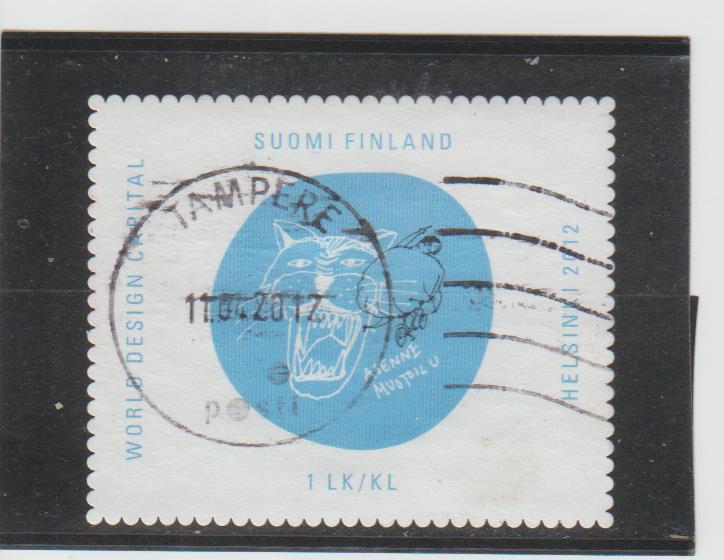 SUOMI FINLAND
WORLD DESIGN CAPITAL
HELSINKI 2012
TAMPERE
11.04.2012
posti
ASENNE
MUOTOILU
1 LK/KL